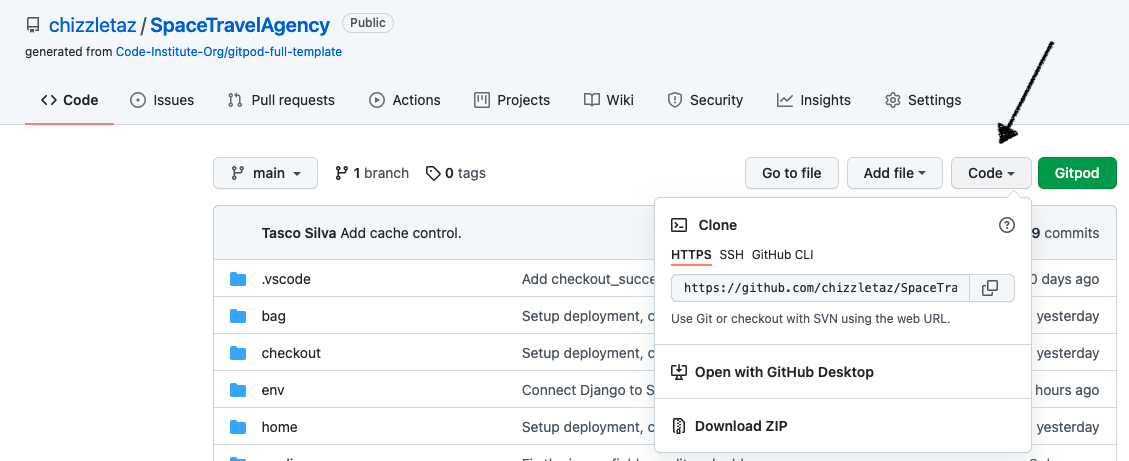 chizzletaz / SpaceTravelAgency Public
generated from Code-Institute-Org/gitpod-full-template
<> Code Issues Pull requests Actions Projects Wiki Security Insights Settings
main 1 branch 0 tags Go to file Add file Code Gitpod
Tasco Silva Add cache control. 9 commits
Clone
HTTPS SSH GitHub CLI
.vscode Add checkout_succe 0 days ago
https://github.com/chizzletaz/SpaceTra
bag Setup deployment, c yesterday
Use Git or checkout with SVN using the web URL.
checkout Setup deployment, c yesterday
Open with GitHub Desktop
env Connect Django to S hours ago
home Setup deployment, c yesterday
Download ZIP